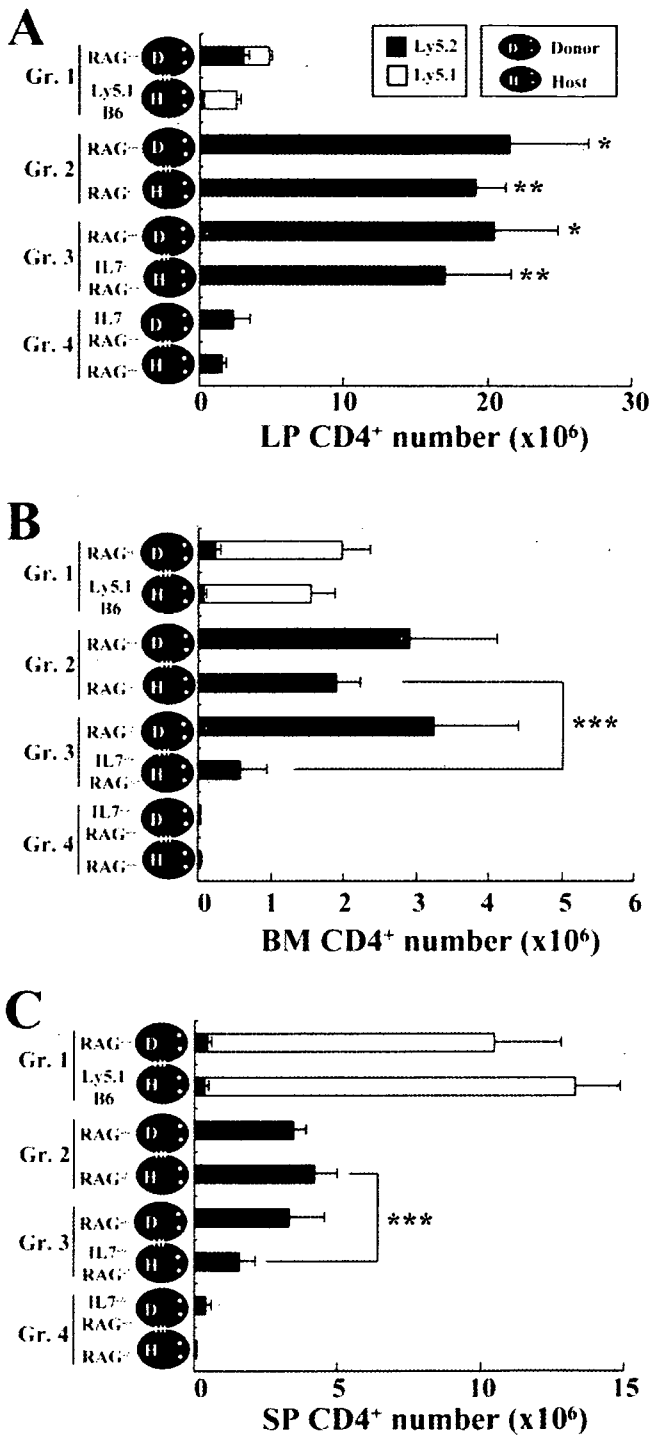 A
Gr. 1
RAG-/-
D
Ly5.1
B6
H
Gr. 2
RAG-/-
D
*
RAG-/-
H
**
Gr. 3
RAG-/-
D
*
IL7-/-
RAG-/-
H
**
Gr. 4
IL7-/-
RAG-/-
D
RAG-/-
H
Ly5.2
Ly5.1
D Donor
H Host
0 10 20 30
LP CD4⁺ number (x10⁶)
B
Gr. 1
RAG-/-
D
Ly5.1
B6
H
Gr. 2
RAG-/-
D
RAG-/-
H
***
Gr. 3
RAG-/-
D
IL7-/-
RAG-/-
H
Gr. 4
IL7-/-
RAG-/-
D
RAG-/-
H
0 1 2 3 4 5 6
BM CD4⁺ number (x10⁶)
C
Gr. 1
RAG-/-
D
Ly5.1
B6
H
Gr. 2
RAG-/-
D
RAG-/-
H
***
Gr. 3
RAG-/-
D
IL7-/-
RAG-/-
H
Gr. 4
IL7-/-
RAG-/-
D
RAG-/-
H
0 5 10 15
SP CD4⁺ number (x10⁶)